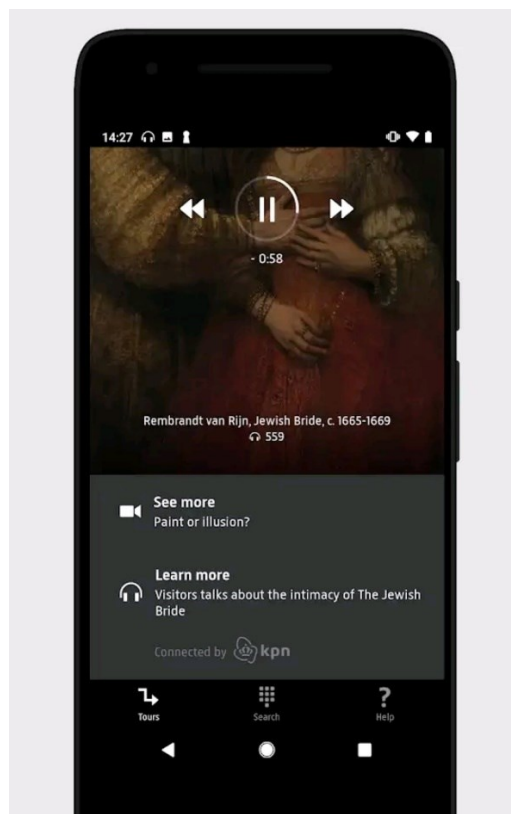 14:27
- 0:58
Rembrandt van Rijn, Jewish Bride, c. 1665-1669
559
See more
Paint or illusion?
Learn more
Visitors talks about the intimacy of The Jewish
Bride
Connected by kpn
Tours Search Help